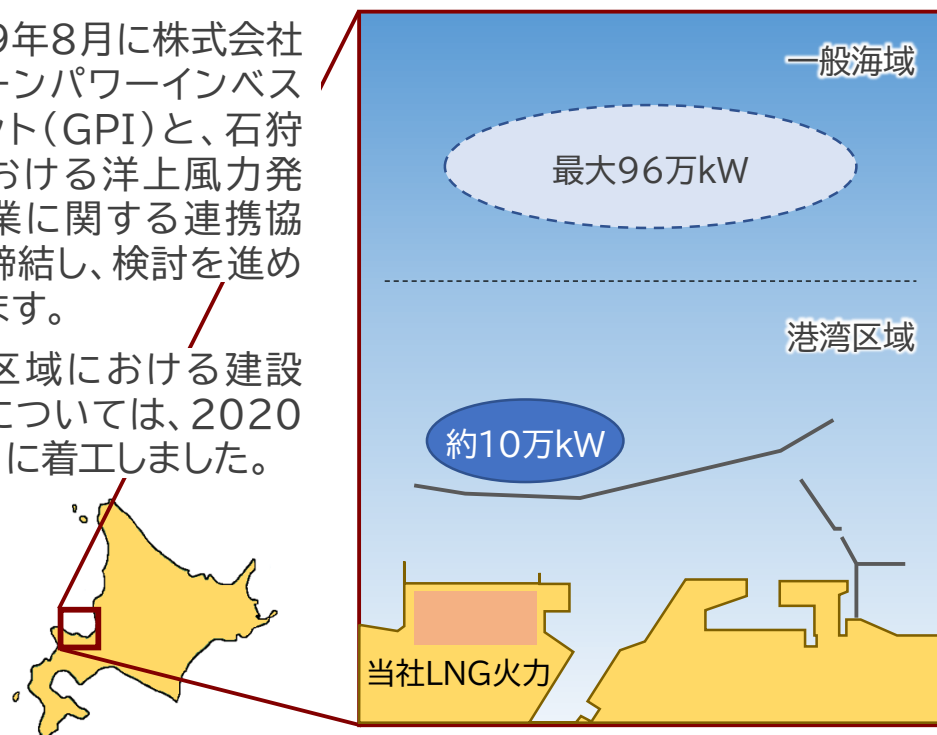 9年8月に株式会社
ーンパワーインベス
ット(GPI)と、石狩
おける洋上風力発
業に関する連携協
締結し、検討を進め
ます。
区域における建設
については、2020
に着工しました。
一般海域
最大96万kW
港湾区域
約10万kW
当社LNG火力